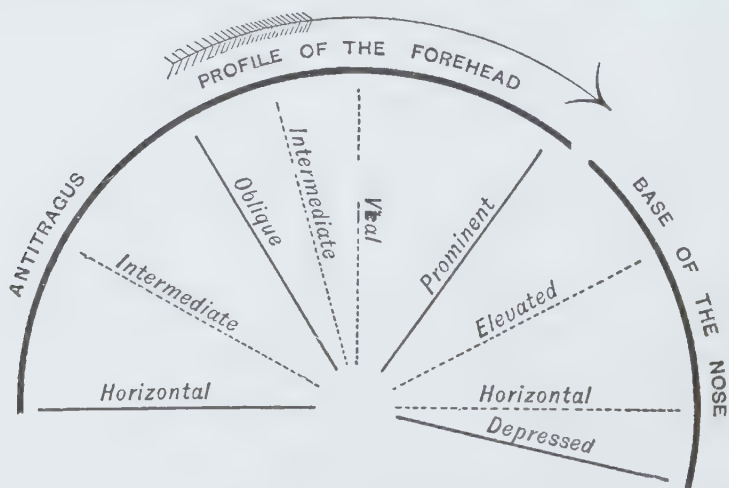 PROFILE OF THE FOREHEAD
ANTITRAGUS
BASE OF THE NOSE
Horizontal
Intermediate
Oblique
Intermediate
Prominent
Elevated
Horizontal
Depressed